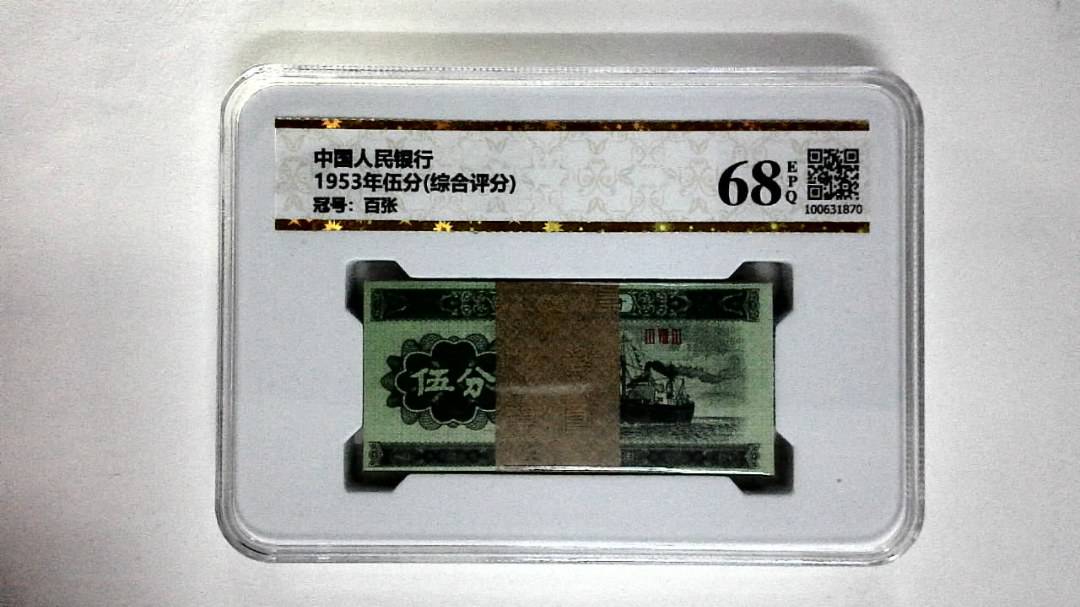 中国人民银行
1953年伍分(综合评分)
冠号：百张
68
EPQ
100631870
伍分